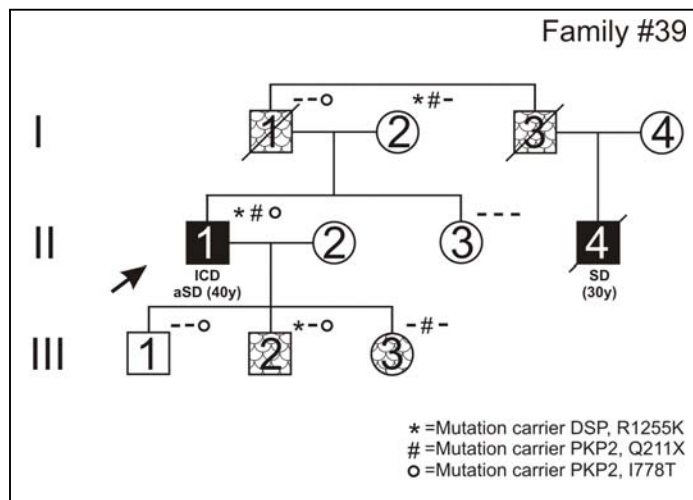 Family #39
I
1
--o
2
*#-
3
4
II
1
*#o
2
3
---
4
ICD
aSD (40y)
SD
(30y)
III
1
--o
2
*-o
3
-#-
* =Mutation carrier DSP, R1255K
# =Mutation carrier PKP2, Q211X
o =Mutation carrier PKP2, I778T